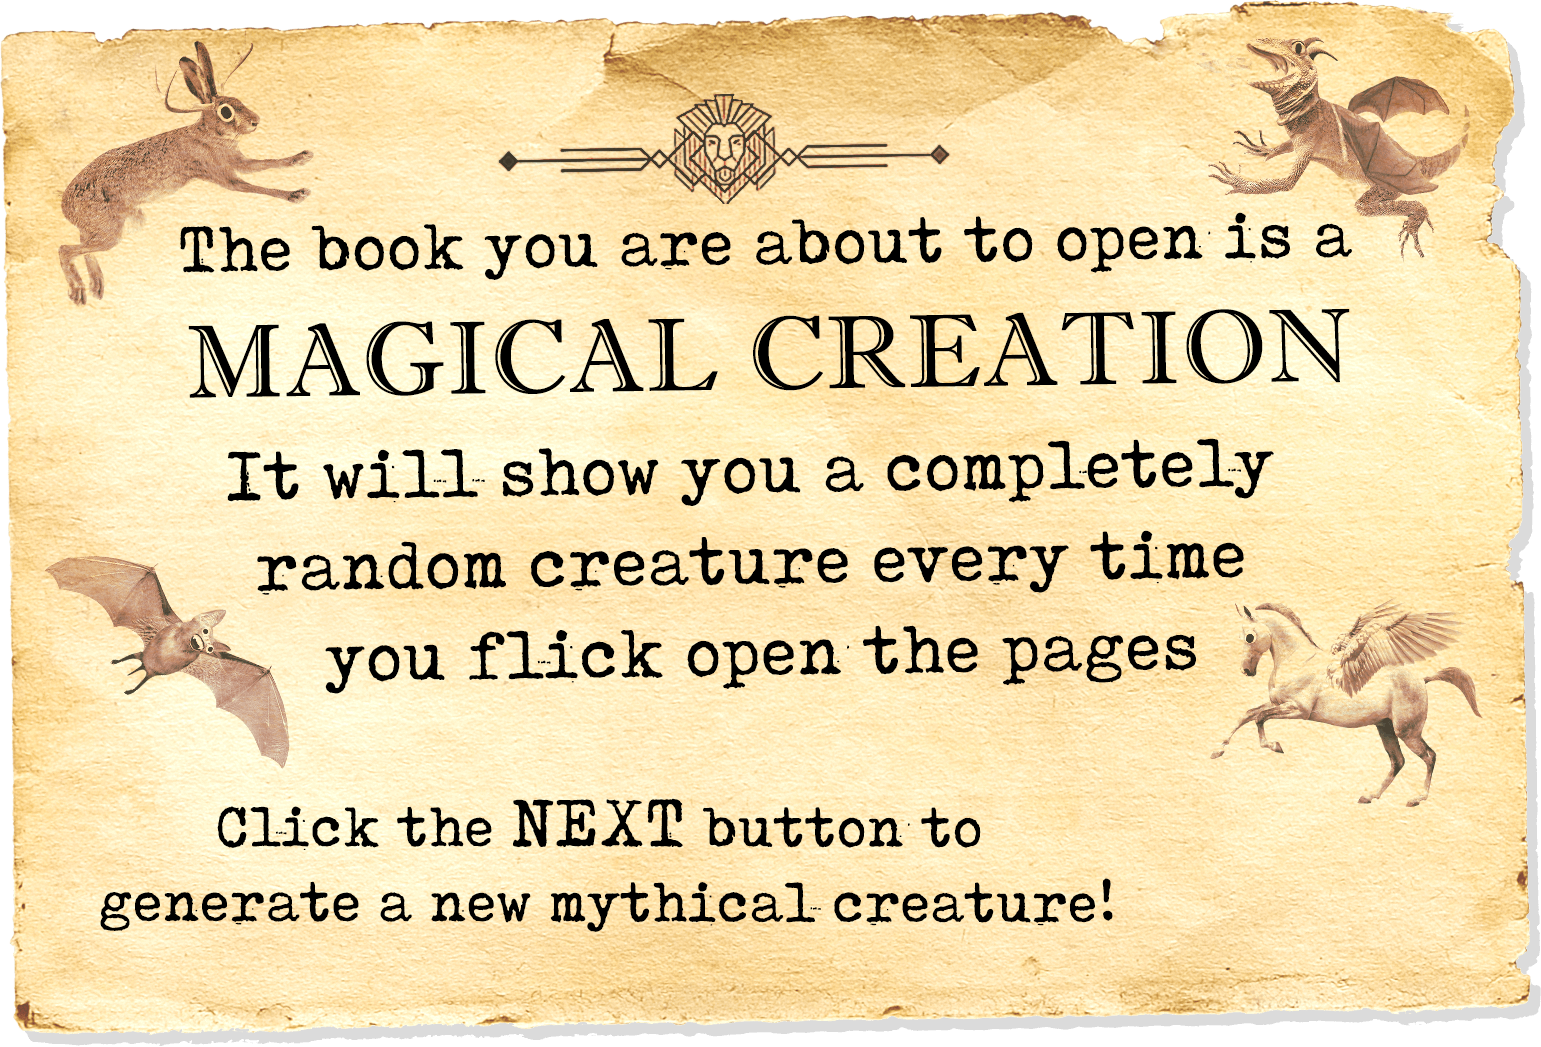 The book you are about to open is a
MAGICAL CREATION
It will show you a completely
random creature every time
you flick open the pages
Click the NEXT button to
generate a new mythical creature!